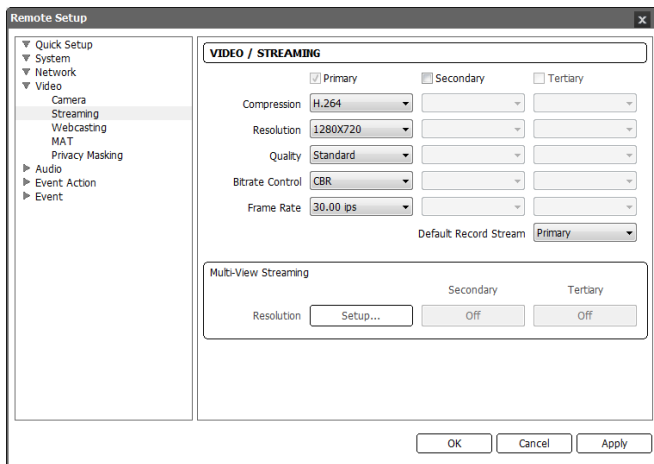 Remote Setup x
Quick Setup
System
Network
Video
Camera
Streaming
Webcasting
MAT
Privacy Masking
Audio
Event Action
Event
VIDEO / STREAMING
Primary Secondary Tertiary
Compression H.264
Resolution 1280X720
Quality Standard
Bitrate Control CBR
Frame Rate 30.00 ips
Default Record Stream Primary
Multi-View Streaming
Secondary Tertiary
Resolution Setup... Off Off
OK Cancel Apply